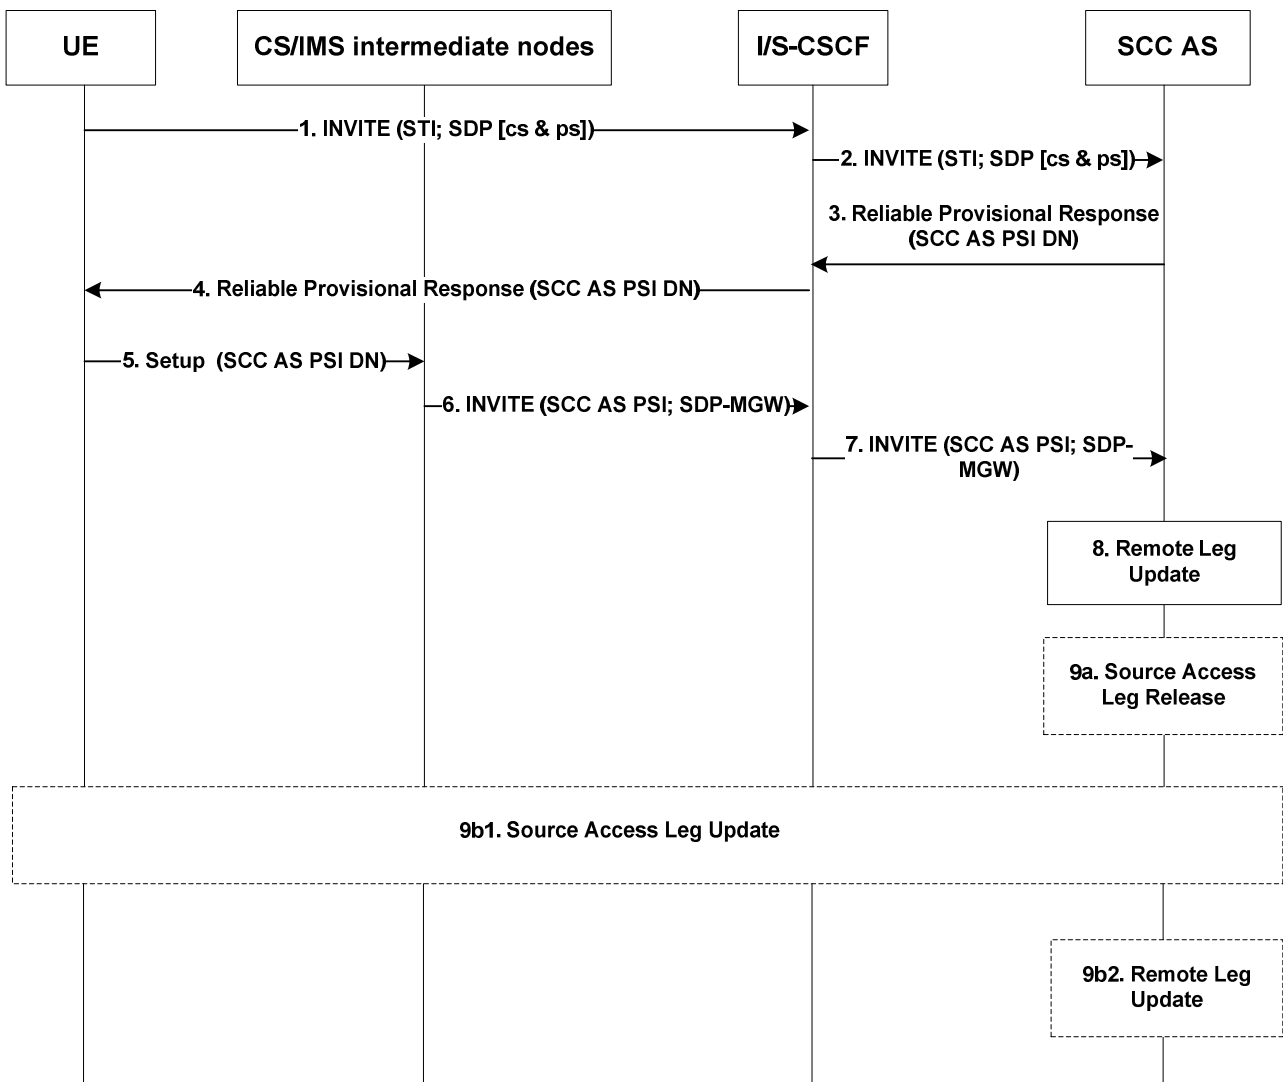 UE
CS/IMS intermediate nodes
I/S-CSCF
SCC AS
1. INVITE (STI; SDP [cs & ps])
2. INVITE (STI; SDP [cs & ps])
3. Reliable Provisional Response
(SCC AS PSI DN)
4. Reliable Provisional Response (SCC AS PSI DN)
5. Setup (SCC AS PSI DN)
6. INVITE (SCC AS PSI; SDP-MGW)
7. INVITE (SCC AS PSI; SDP-
MGW)
8. Remote Leg
Update
9a. Source Access
Leg Release
9b1. Source Access Leg Update
9b2. Remote Leg
Update